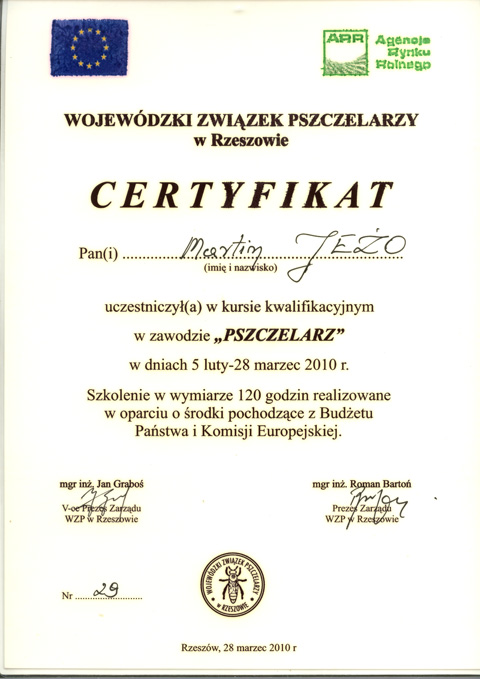 ARR Agencja
Rynku
Rolnego
WOJEWÓDZKI ZWIĄZEK PSZCZELARZY
w Rzeszowie
CERTYFIKAT
Pan(i) Martin JEŻO
(imię i nazwisko)
uczestniczył(a) w kursie kwalifikacyjnym
w zawodzie „PSZCZELARZ”
w dniach 5 luty-28 marzec 2010 r.
Szkolenie w wymiarze 120 godzin realizowane
w oparciu o środki pochodzące z Budżetu
Państwa i Komisji Europejskiej.
mgr inż. Jan Graboś
V-ce Prezes Zarządu
WZP w Rzeszowie
mgr inż. Roman Bartoń
Prezes Zarządu
WZP w Rzeszowie
WOJEWÓDZKI ZWIĄZEK PSZCZELARZY
w RZESZOWIE
Nr 29
Rzeszów, 28 marzec 2010 r